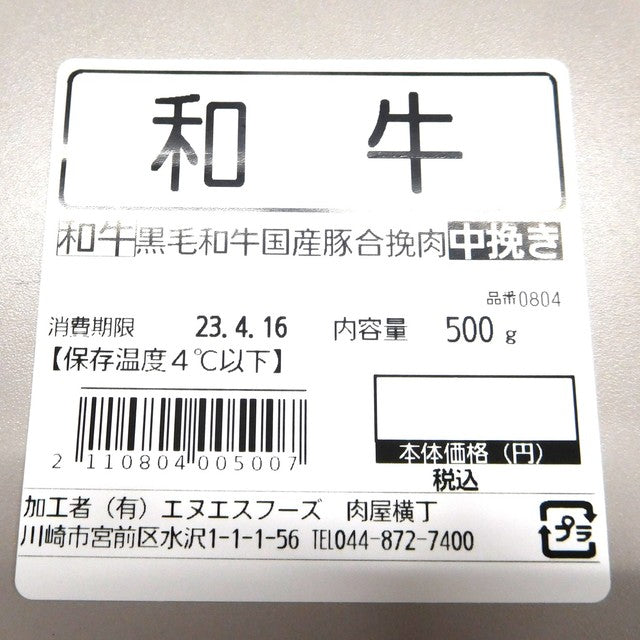 和牛
和牛黒毛和牛国産豚合挽肉中挽き
品番0804
消費期限 23.4.16 内容量 500g
【保存温度4℃以下】
2 110804 005007
本体価格(円)
税込
加工者(有)エヌエスフーズ 肉屋横丁
川崎市宮前区水沢1-1-1-56 TEL044-872-7400
プラ